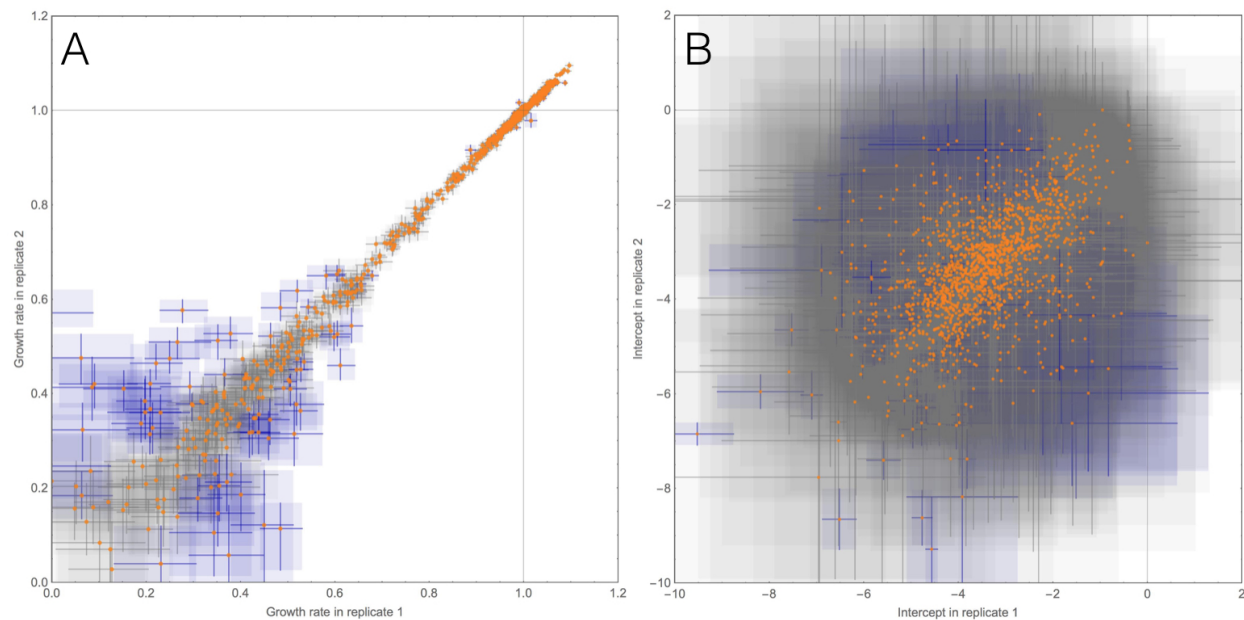 A
1.2
1.0
0.8
0.6
0.4
0.2
0.0
Growth rate in replicate 2
0.0 0.2 0.4 0.6 0.8 1.0 1.2
Growth rate in replicate 1
B
2
0
−2
−4
−6
−8
−10
Intercept in replicate 2
−10 −8 −6 −4 −2 0 2
Intercept in replicate 1